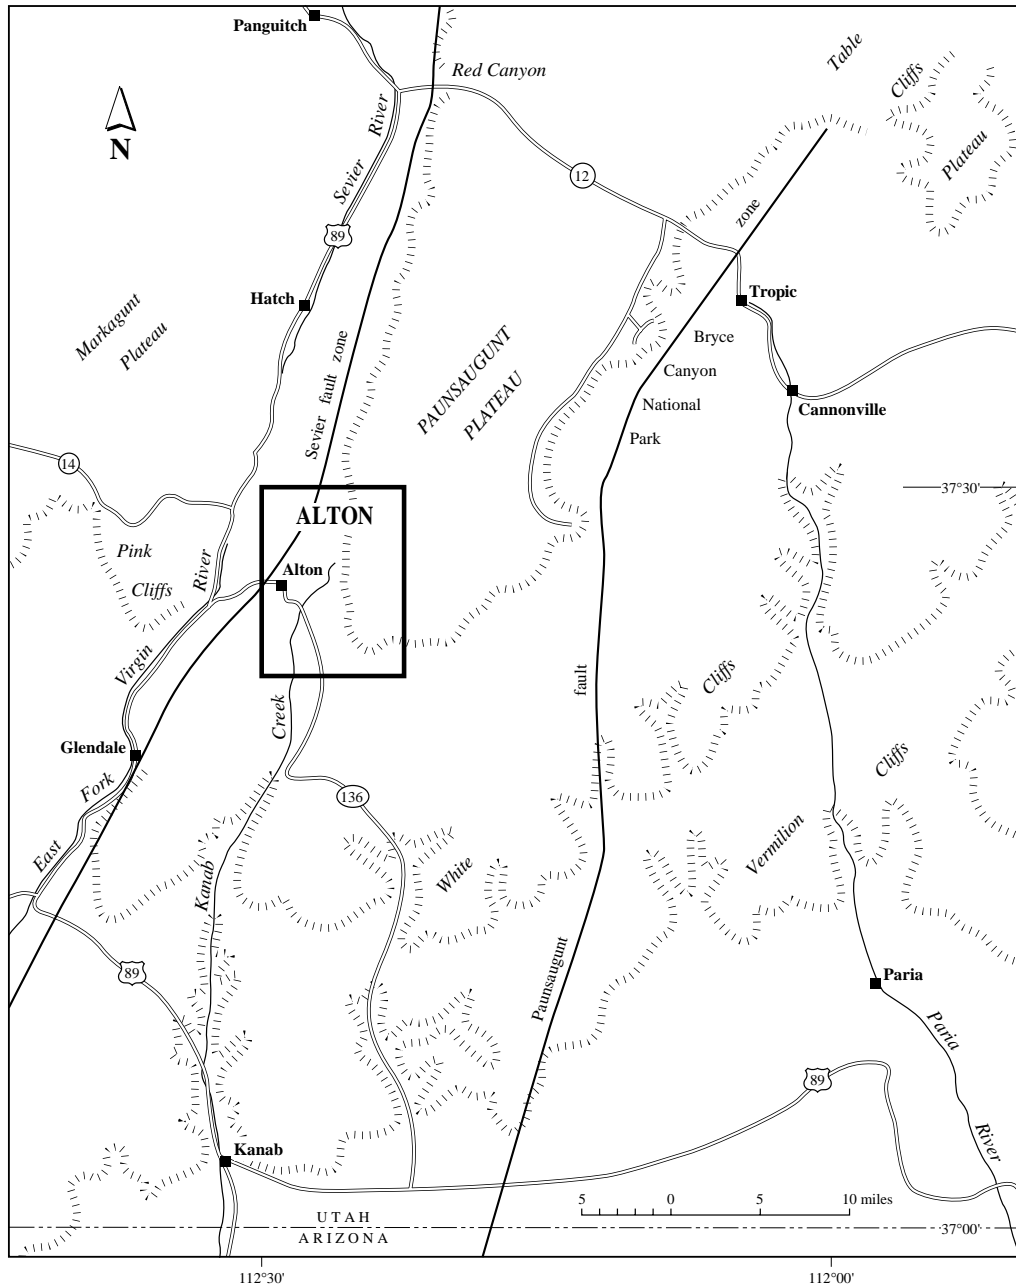 Panguitch
Red Canyon
Table
Cliffs
Plateau
N
River
Sevier
12
zone
89
Hatch
Tropic
Markagunt
Plateau
Sevier fault zone
PAUNSAUGUNT
PLATEAU
Bryce
Canyon
National
Park
Cannonville
14
37°30'
ALTON
Pink
Cliffs
River
Alton
Virgin
fault
Cliffs
Creek
Glendale
Cliffs
Fork
136
East
Kanab
White
Vermilion
89
Paunsaugunt
Paria
Paria
89
River
Kanab
5 0 5 10 miles
UTAH
ARIZONA
37°00'
112°30'
112°00'